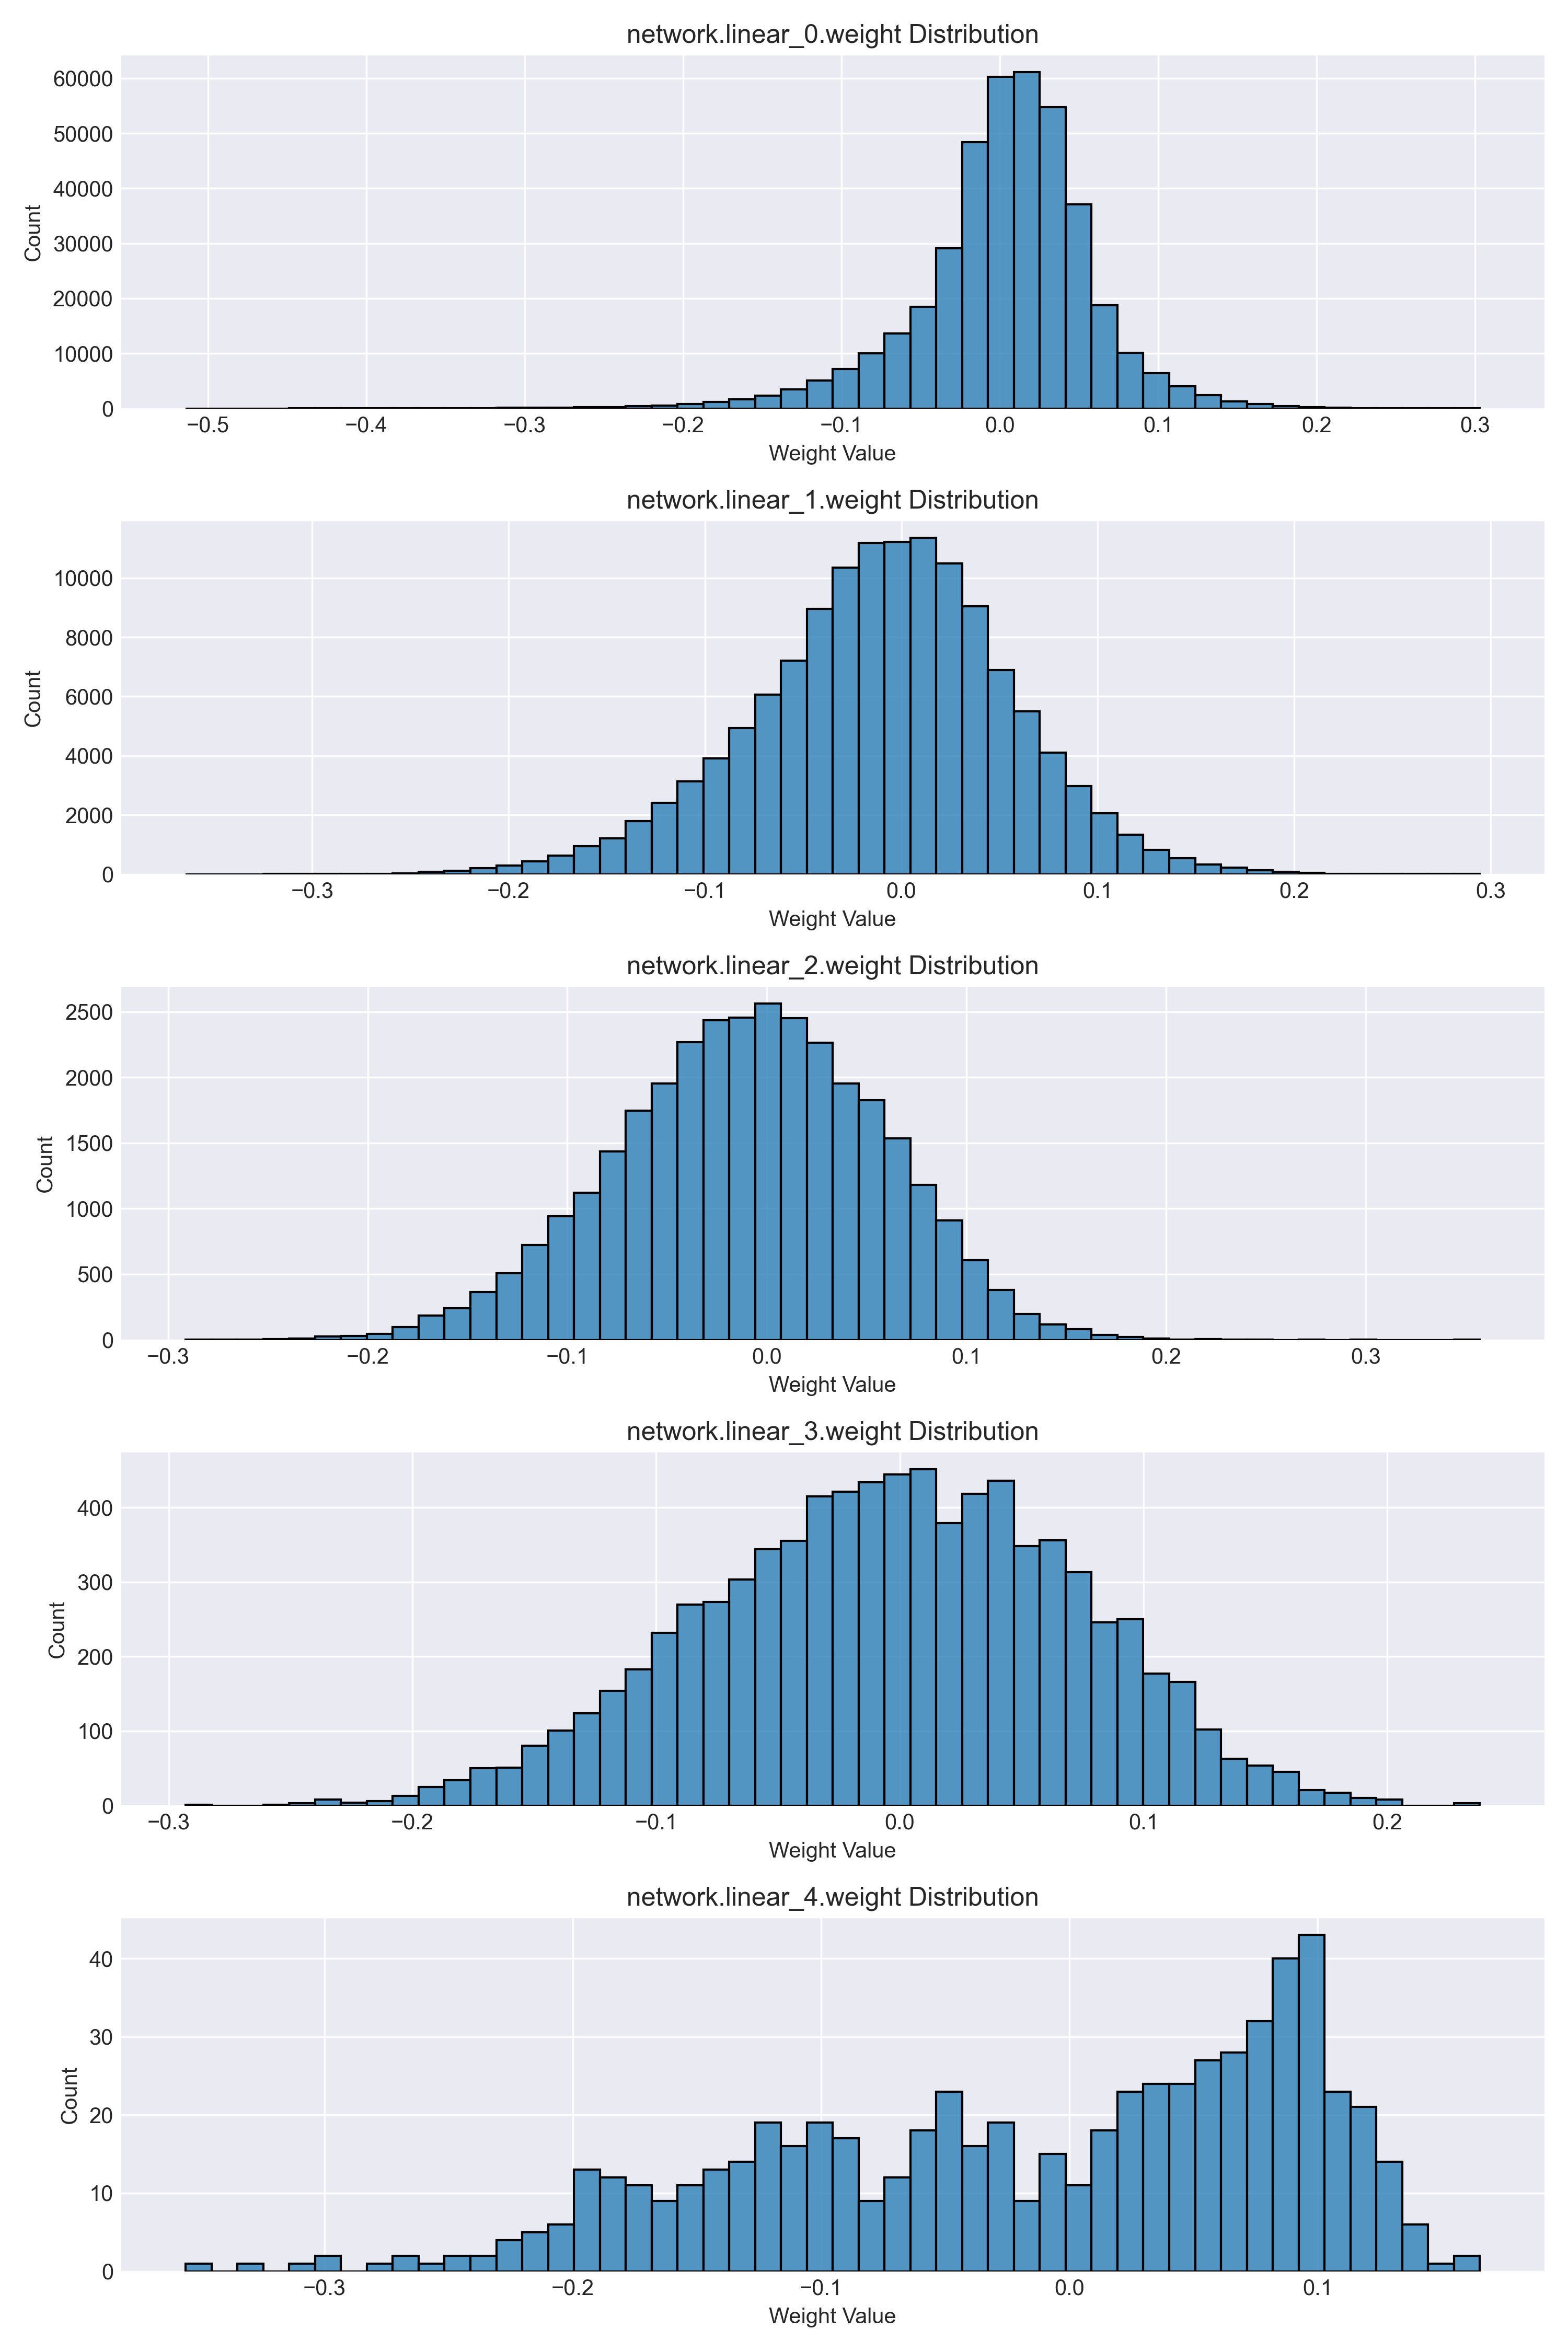 network.linear_0.weight Distribution
60000
50000
40000
30000
20000
10000
0
Count
−0.5 −0.4 −0.3 −0.2 −0.1 0.0 0.1 0.2 0.3
Weight Value
network.linear_1.weight Distribution
10000
8000
6000
4000
2000
0
Count
−0.3 −0.2 −0.1 0.0 0.1 0.2 0.3
Weight Value
network.linear_2.weight Distribution
2500
2000
1500
1000
500
0
Count
−0.3 −0.2 −0.1 0.0 0.1 0.2 0.3
Weight Value
network.linear_3.weight Distribution
400
300
200
100
0
Count
−0.3 −0.2 −0.1 0.0 0.1 0.2
Weight Value
network.linear_4.weight Distribution
40
30
20
10
0
Count
−0.3 −0.2 −0.1 0.0 0.1
Weight Value